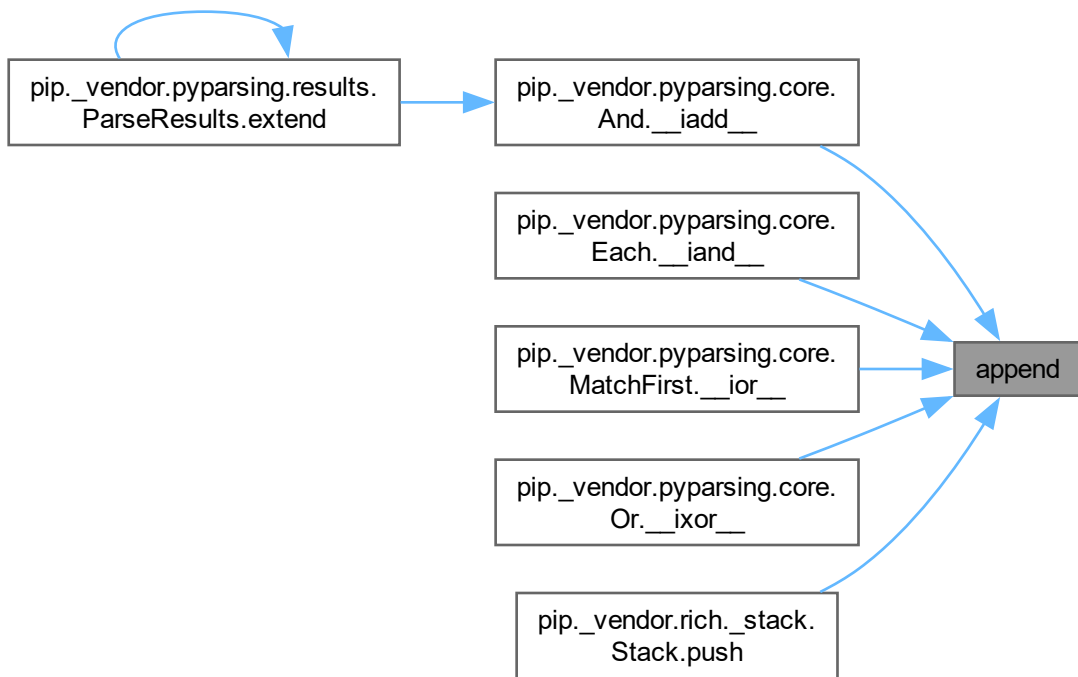 pip._vendor.pyparsing.results.
ParseResults.extend
pip._vendor.pyparsing.core.
And.__iadd__
pip._vendor.pyparsing.core.
Each.__iand__
pip._vendor.pyparsing.core.
MatchFirst.__ior__
append
pip._vendor.pyparsing.core.
Or.__ixor__
pip._vendor.rich._stack.
Stack.push